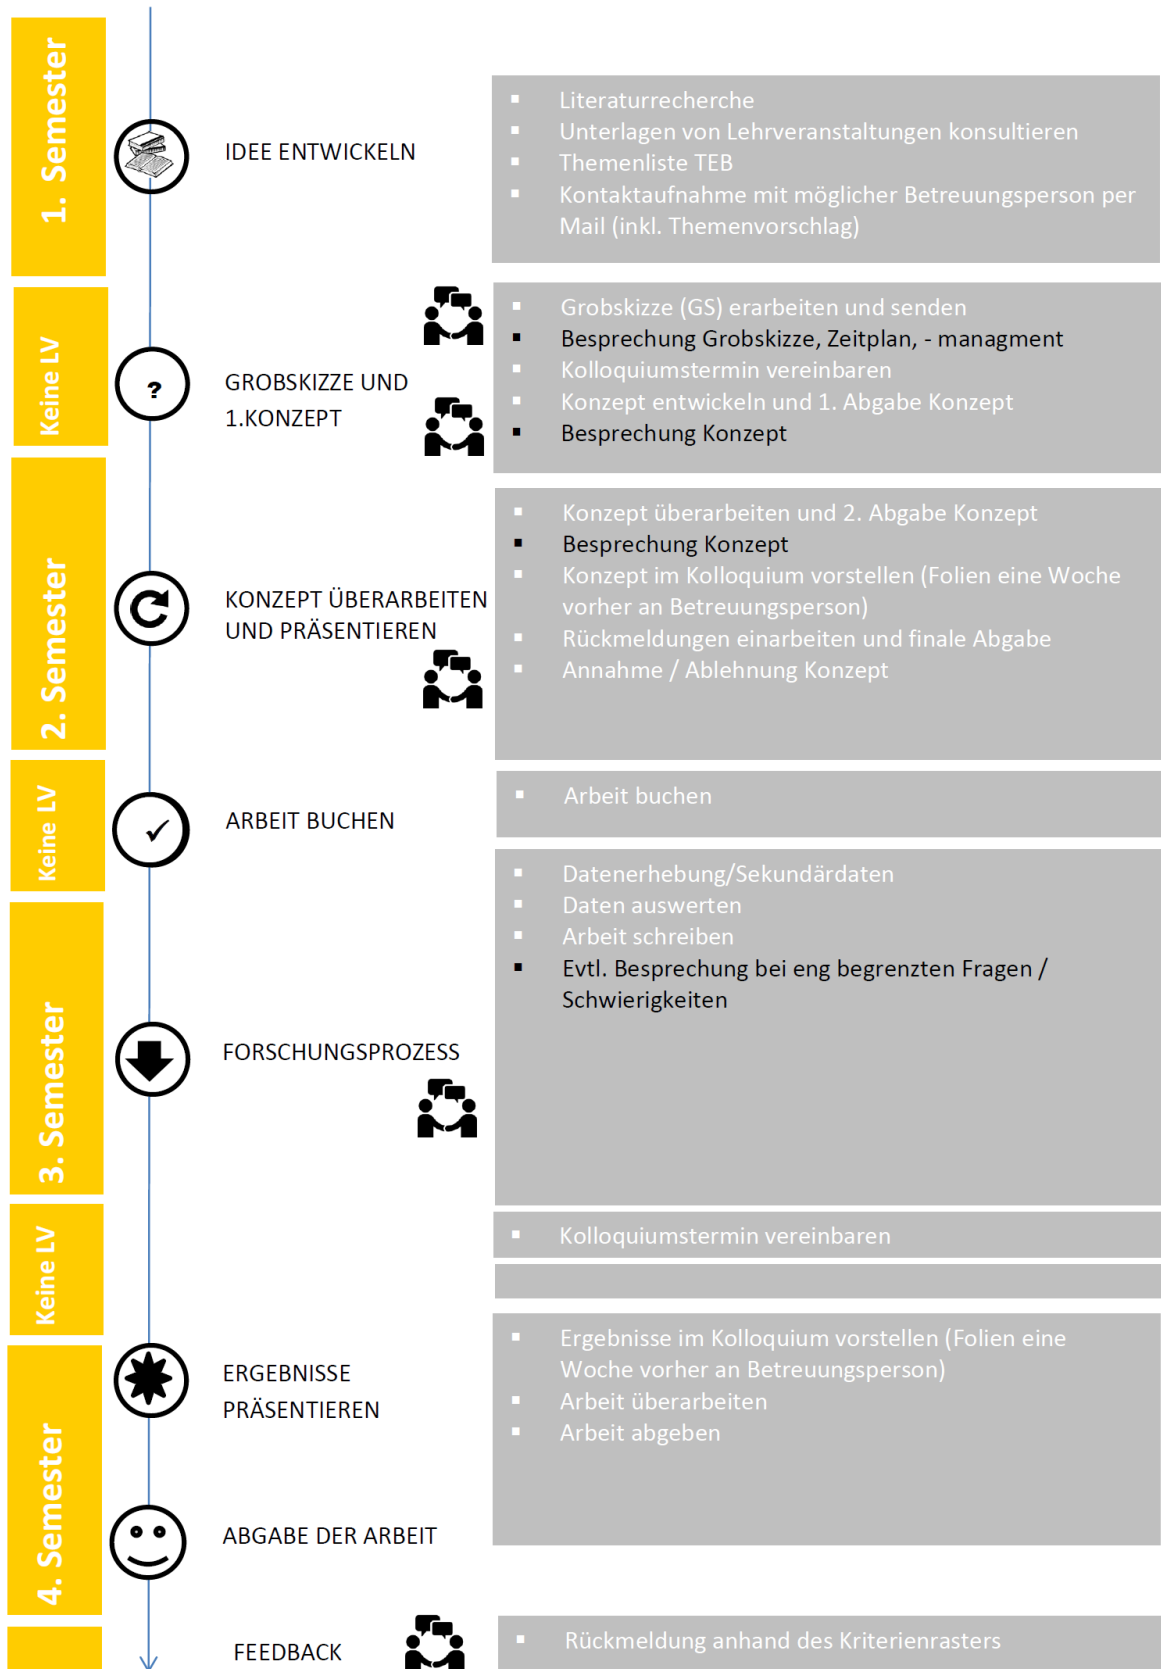 1. Semester
IDEE ENTWICKELN
▪ Literaturrecherche
▪ Unterlagen von Lehrveranstaltungen konsultieren
▪ Themenliste TEB
▪ Kontaktaufnahme mit möglicher Betreuungsperson per
Mail (inkl. Themenvorschlag)
Keine LV
?
GROBSKIZZE UND
1.KONZEPT
▪ Grobskizze (GS) erarbeiten und senden
▪ Besprechung Grobskizze, Zeitplan, - managment
▪ Kolloquiumstermin vereinbaren
▪ Konzept entwickeln und 1. Abgabe Konzept
▪ Besprechung Konzept
2. Semester
KONZEPT ÜBERARBEITEN
UND PRÄSENTIEREN
▪ Konzept überarbeiten und 2. Abgabe Konzept
▪ Besprechung Konzept
▪ Konzept im Kolloquium vorstellen (Folien eine Woche
vorher an Betreuungsperson)
▪ Rückmeldungen einarbeiten und finale Abgabe
▪ Annahme / Ablehnung Konzept
Keine LV
ARBEIT BUCHEN
▪ Arbeit buchen
3. Semester
FORSCHUNGSPROZESS
▪ Datenerhebung/Sekundärdaten
▪ Daten auswerten
▪ Arbeit schreiben
▪ Evtl. Besprechung bei eng begrenzten Fragen /
Schwierigkeiten
Keine LV
▪ Kolloquiumstermin vereinbaren
4. Semester
ERGEBNISSE
PRÄSENTIEREN
▪ Ergebnisse im Kolloquium vorstellen (Folien eine
Woche vorher an Betreuungsperson)
▪ Arbeit überarbeiten
▪ Arbeit abgeben
ABGABE DER ARBEIT
FEEDBACK
▪ Rückmeldung anhand des Kriterienrasters